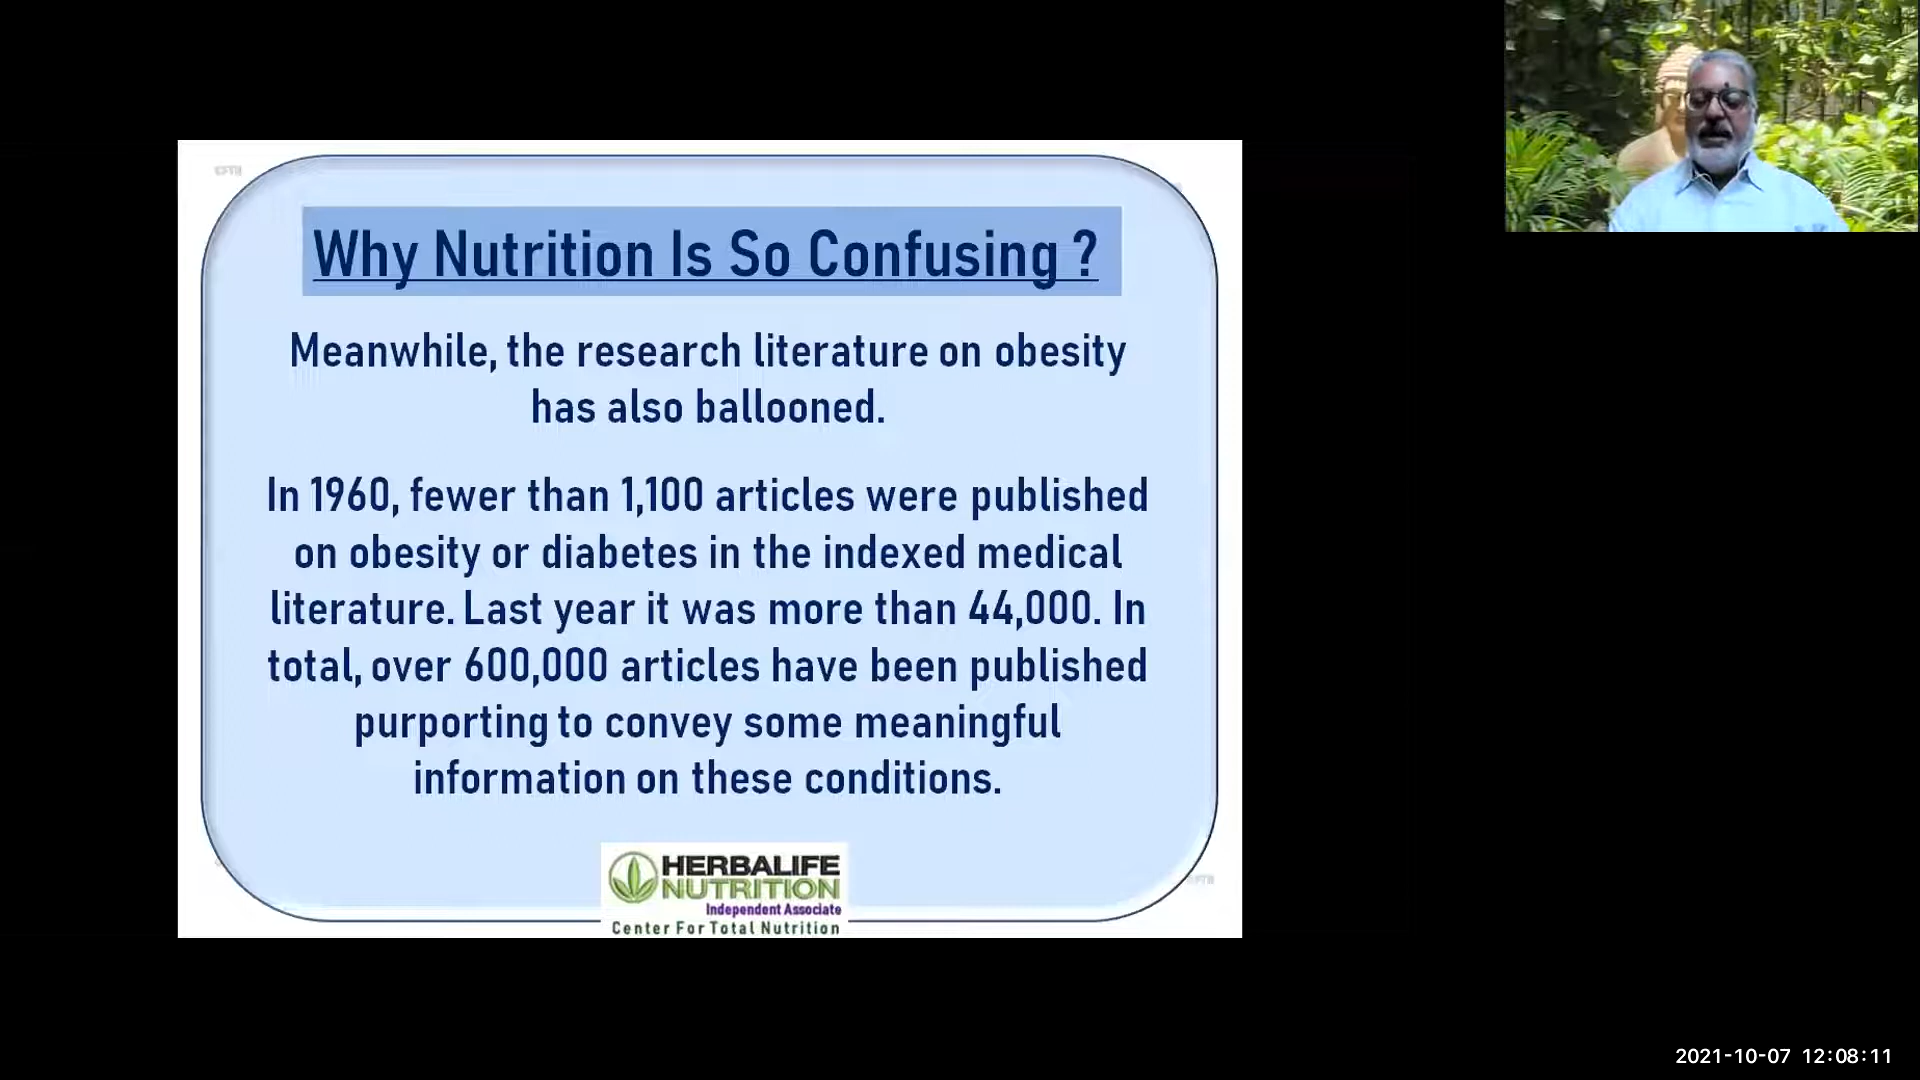 Why Nutrition Is So Confusing ?
Meanwhile, the research literature on obesity
has also ballooned.
In 1960, fewer than 1,100 articles were published
on obesity or diabetes in the indexed medical
literature. Last year it was more than 44,000. In
total, over 600,000 articles have been published
purporting to convey some meaningful
information on these conditions.
HERBALIFE
NUTRITION
Independent Associate
Center For Total Nutrition
2021-10-07 12:08:11